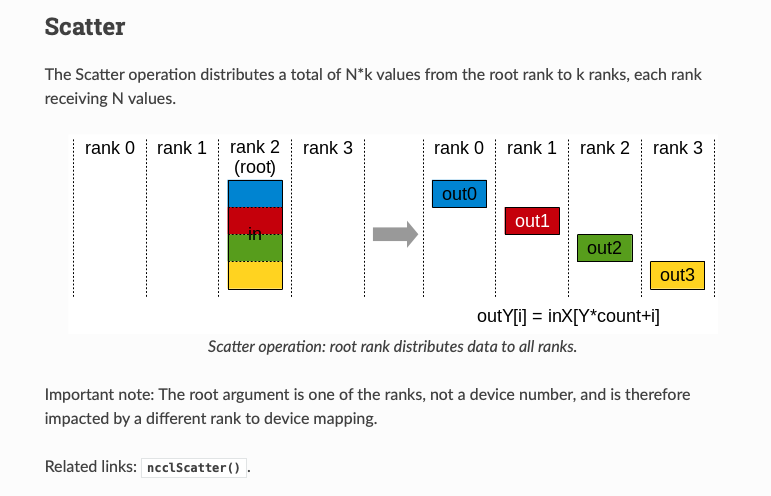 Scatter
The Scatter operation distributes a total of N*k values from the root rank to k ranks, each rank
receiving N values.
rank 0 rank 1 rank 2 rank 3 rank 0 rank 1 rank 2 rank 3
(root)
out0
out1
in
out2
out3
outY[i] = inX[Y*count+i]
Scatter operation: root rank distributes data to all ranks.
Important note: The root argument is one of the ranks, not a device number, and is therefore
impacted by a different rank to device mapping.
Related links: ncclScatter().